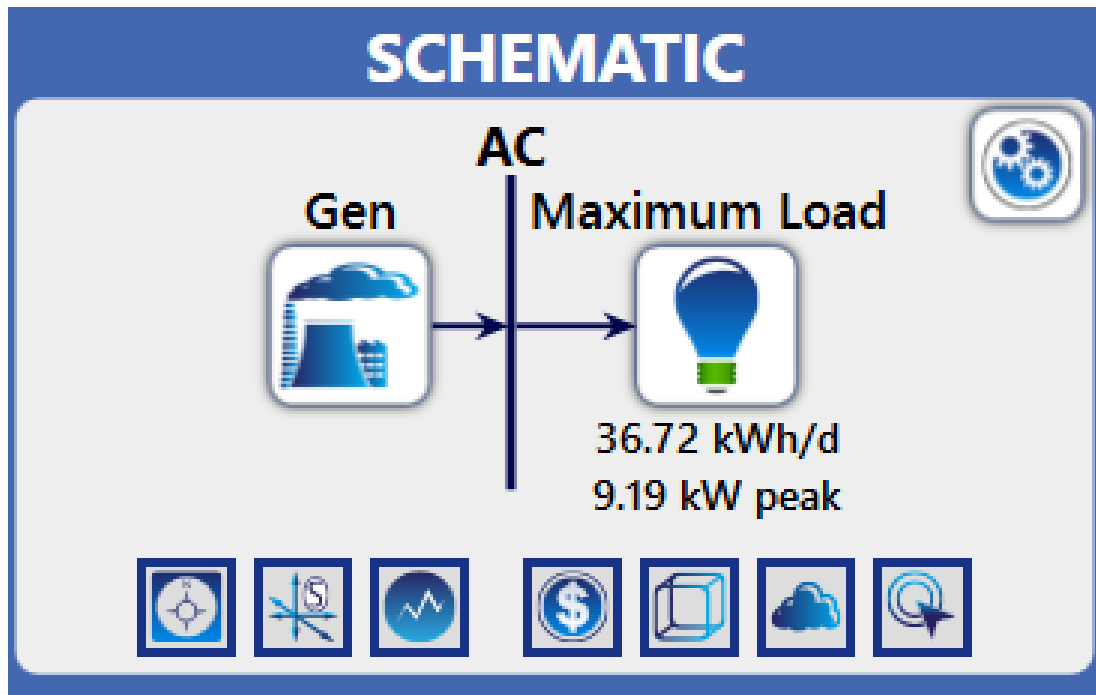 SCHEMATIC
AC
Gen
Maximum Load
36.72 kWh/d
9.19 kW peak
S
$